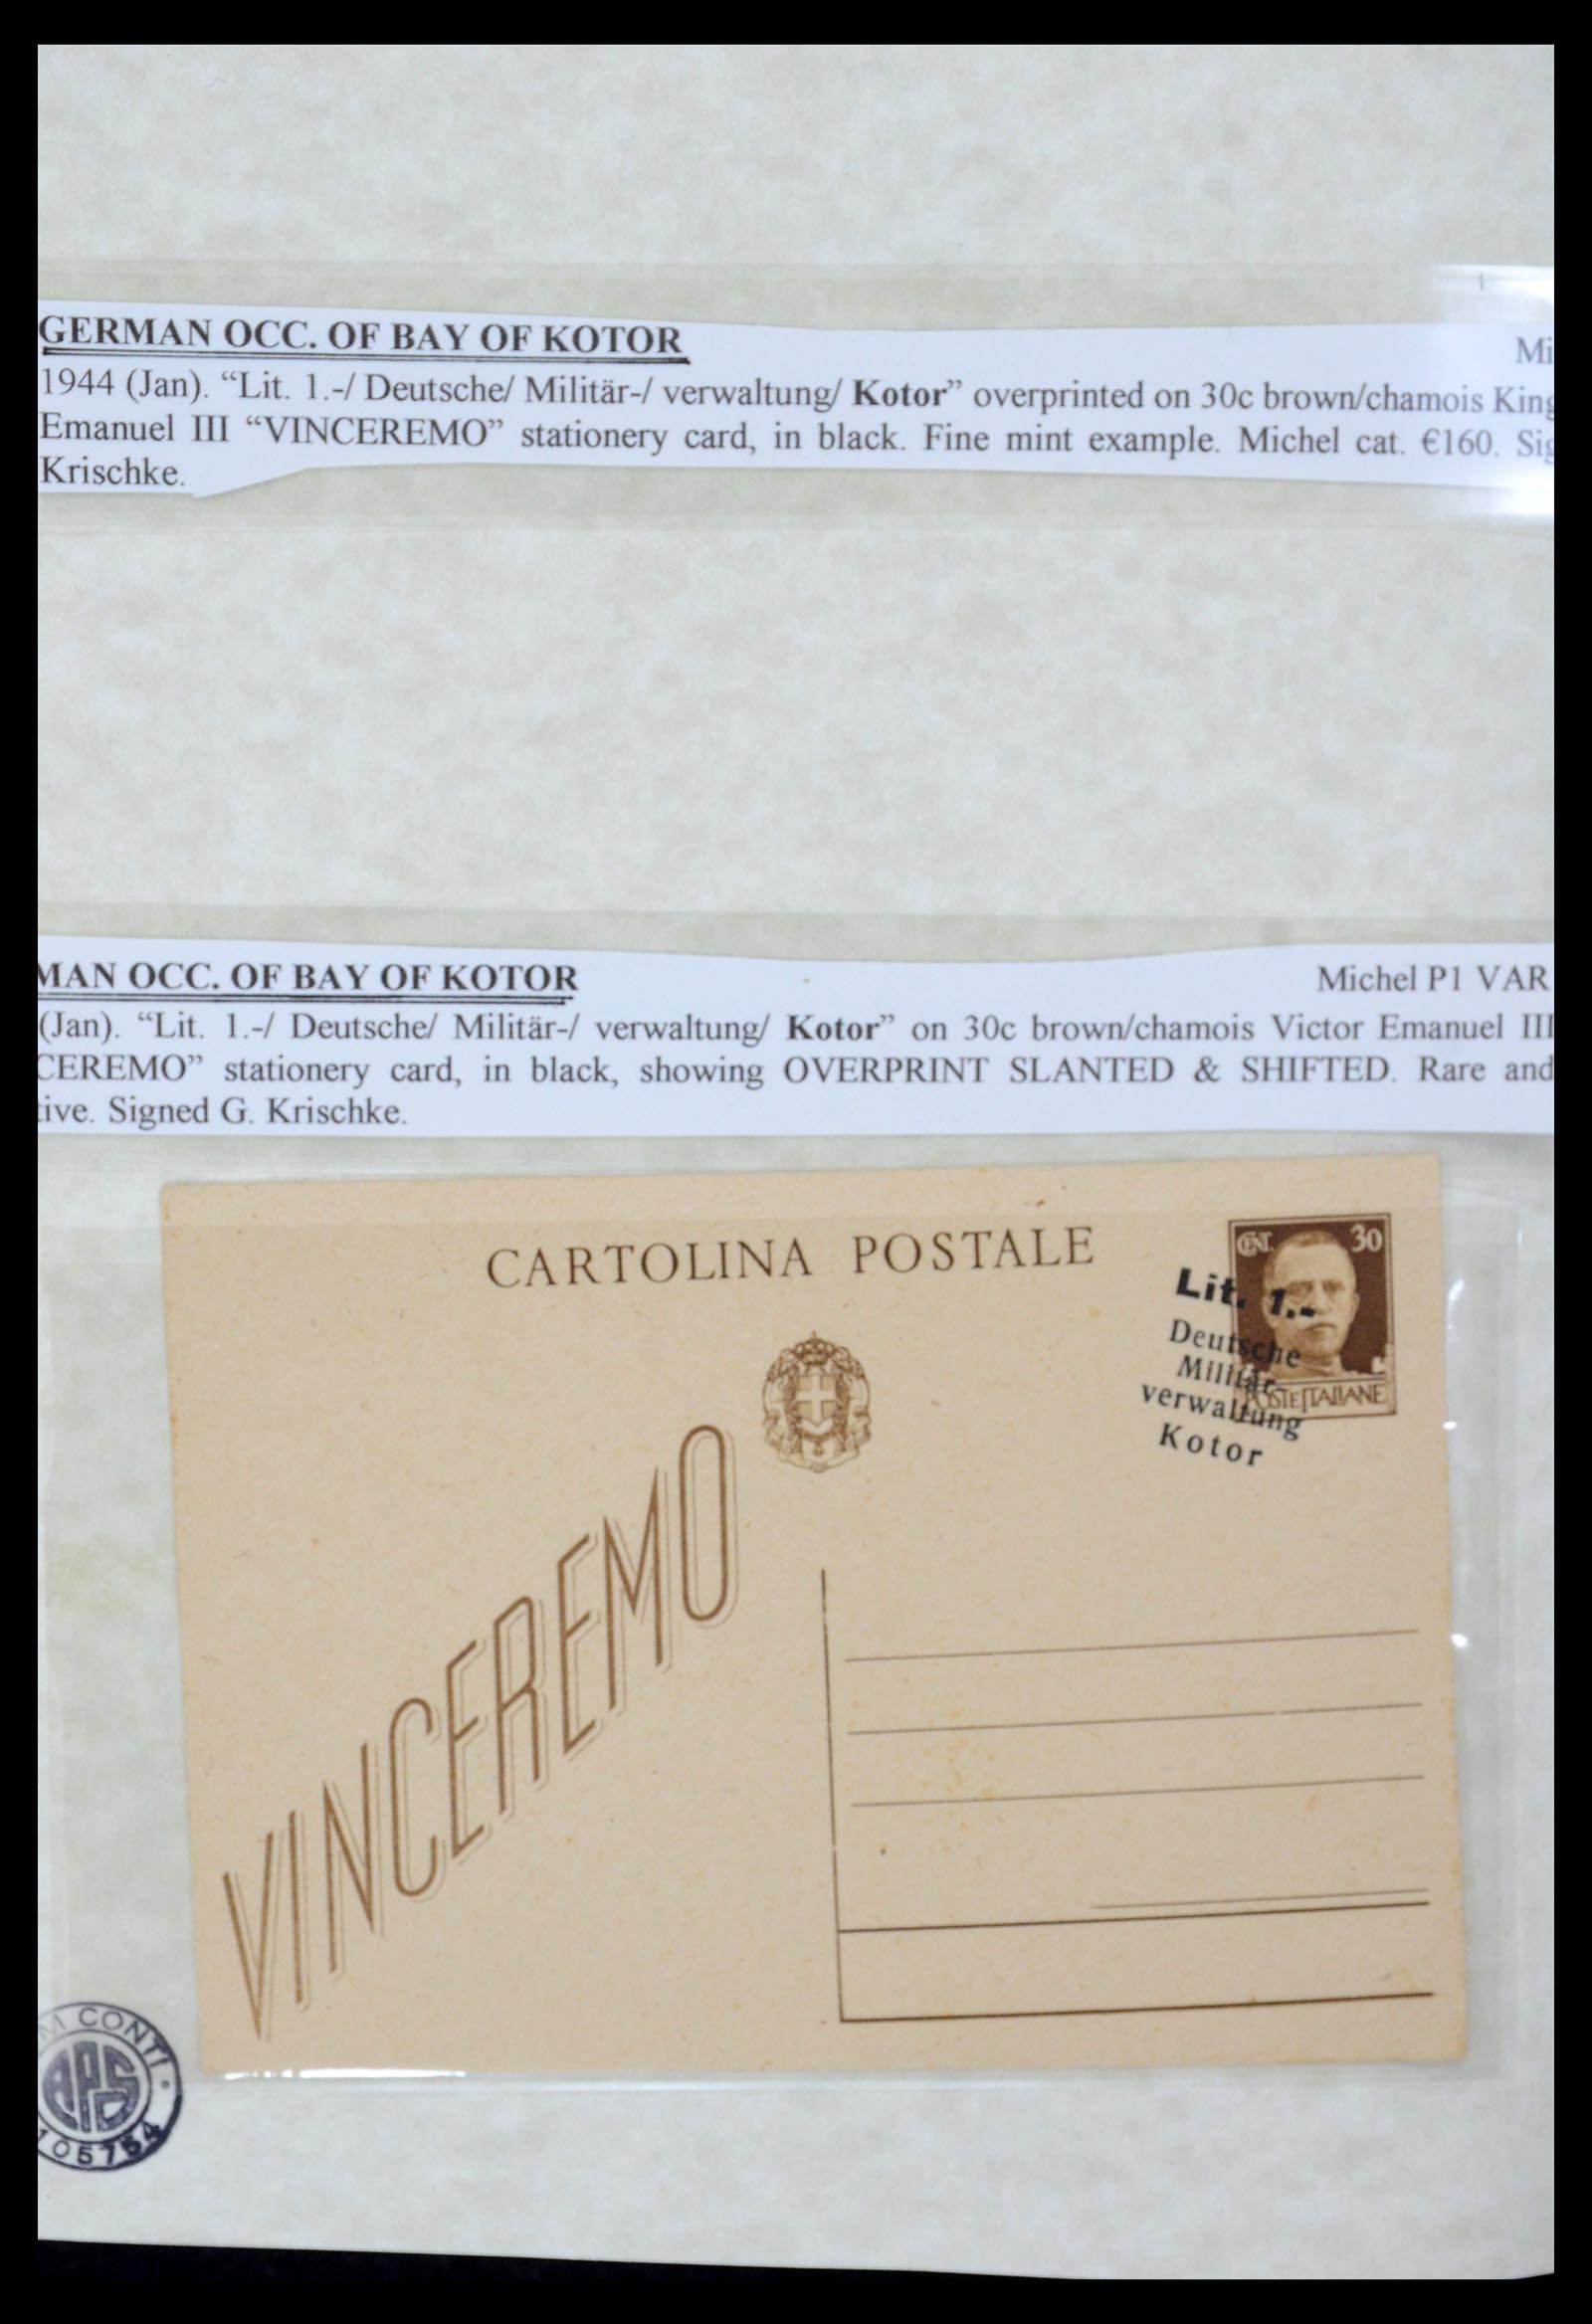 GERMAN OCC. OF BAY OF KOTOR Mi
1944 (Jan). “Lit. 1.-/ Deutsche/ Militär-/ verwaltung/ Kotor” overprinted on 30c brown/chamois King
Emanuel III “VINCEREMO” stationery card, in black. Fine mint example. Michel cat. €160. Sig
Krischke.
MAN OCC. OF BAY OF KOTOR Michel P1 VAR
(Jan). “Lit. 1.-/ Deutsche/ Militär-/ verwaltung/ Kotor” on 30c brown/chamois Victor Emanuel III
CEREMO” stationery card, in black, showing OVERPRINT SLANTED & SHIFTED. Rare and
tive. Signed G. Krischke.
CARTOLINA POSTALE
CENT. 30
Lit. 1.-
Deutsche
Militär-
verwaltung
Kotor
POSTE ITALIANE
VINCEREMO
M CONTI
APS
105754